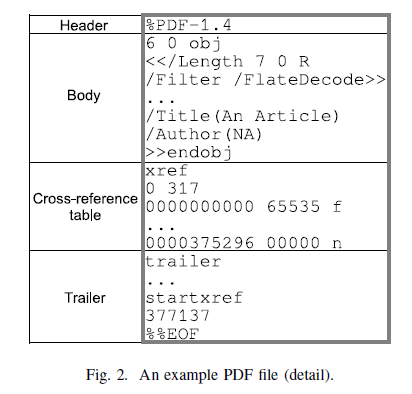 Header
%PDF-1.4
Body
6 0 obj
<</Length 7 0 R
/Filter /FlateDecode>>
...
/Title(An Article)
/Author(NA)
>>endobj
Cross-reference
table
xref
0 317
0000000000 65535 f
...
0000375296 00000 n
Trailer
trailer
...
startxref
377137
%%EOF
Fig. 2. An example PDF file (detail).